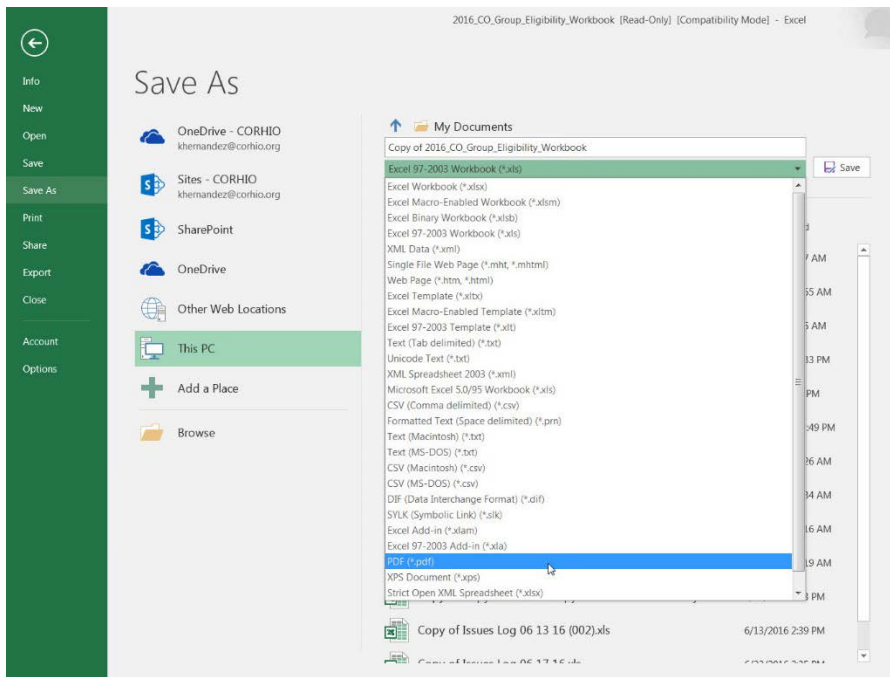 2016_CO_Group_Eligibility_Workbook [Read-Only] [Compatibility Mode] - Excel
Info
New
Open
Save
Save As
Print
Share
Export
Close
Account
Options
Save As
OneDrive - CORHIO
khernandez@corhio.org
Sites - CORHIO
khernandez@corhio.org
SharePoint
OneDrive
Other Web Locations
This PC
Add a Place
Browse
My Documents
Copy of 2016_CO_Group_Eligibility_Workbook
Excel 97-2003 Workbook (*.xls)
Save
Excel Workbook (*.xlsx)
Excel Macro-Enabled Workbook (*.xlsm)
Excel Binary Workbook (*.xlsb)
Excel 97-2003 Workbook (*.xls)
XML Data (*.xml)
Single File Web Page (*.mht, *.mhtml)
Web Page (*.htm, *.html)
Excel Template (*.xltx)
Excel Macro-Enabled Template (*.xltm)
Excel 97-2003 Template (*.xlt)
Text (Tab delimited) (*.txt)
Unicode Text (*.txt)
XML Spreadsheet 2003 (*.xml)
Microsoft Excel 5.0/95 Workbook (*.xls)
CSV (Comma delimited) (*.csv)
Formatted Text (Space delimited) (*.prn)
Text (Macintosh) (*.txt)
Text (MS-DOS) (*.txt)
CSV (Macintosh) (*.csv)
CSV (MS-DOS) (*.csv)
DIF (Data Interchange Format) (*.dif)
SYLK (Symbolic Link) (*.slk)
Excel Add-in (*.xlam)
Excel 97-2003 Add-in (*.xla)
PDF (*.pdf)
XPS Document (*.xps)
Strict Open XML Spreadsheet (*.xlsx)
AM
AM
AM
PM
PM
PM
AM
AM
AM
AM
PM
Copy of Issues Log 06 13 16 (002).xls 6/13/2016 2:39 PM